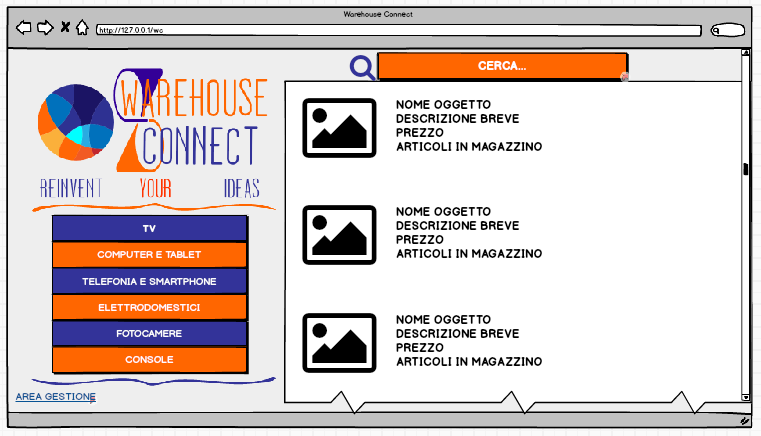 Warehouse Connect
http://127.0.0.1/wc
WAREHOUSE
CONNECT
REINVENT YOUR IDEAS
CERCA...
TV
COMPUTER E TABLET
TELEFONIA E SMARTPHONE
ELETTRODOMESTICI
FOTOCAMERE
CONSOLE
AREA GESTIONE
NOME OGGETTO
DESCRIZIONE BREVE
PREZZO
ARTICOLI IN MAGAZZINO
NOME OGGETTO
DESCRIZIONE BREVE
PREZZO
ARTICOLI IN MAGAZZINO
NOME OGGETTO
DESCRIZIONE BREVE
PREZZO
ARTICOLI IN MAGAZZINO